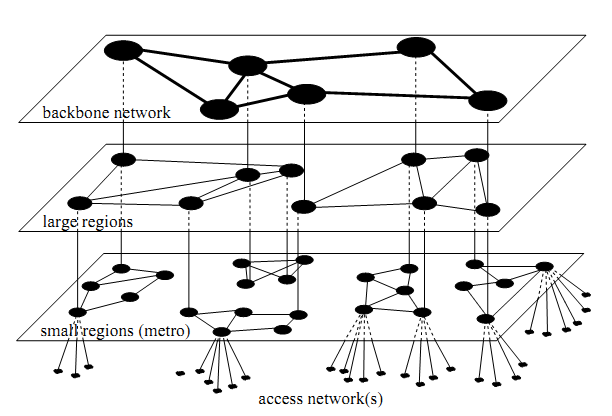 backbone network
large regions
small regions (metro)
access network(s)